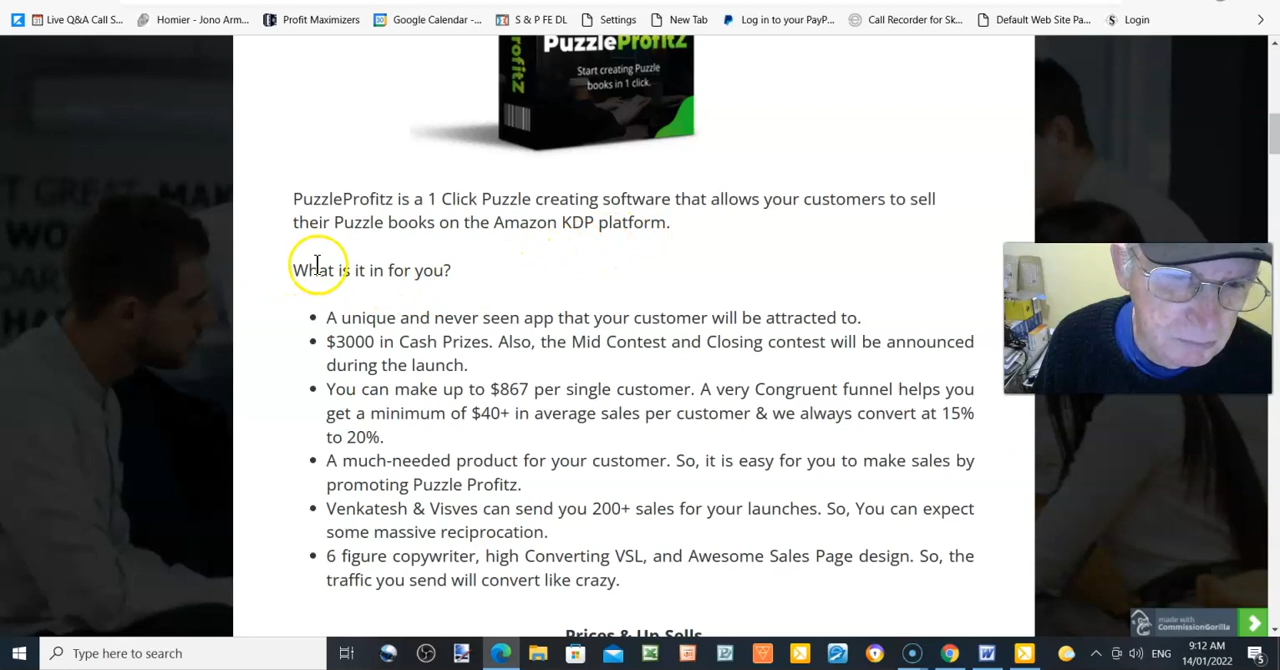 Live Q&A Call S... Homier - Jono Arm... Profit Maximizers Google Calendar -... S & P FE DL Settings New Tab Log in to your PayP... Call Recorder for Sk... Default Web Site Pa... Login
PuzzleProfitZ
rofitZ
Start creating Puzzle
books in 1 click.
PuzzleProfitz is a 1 Click Puzzle creating software that allows your customers to sell
their Puzzle books on the Amazon KDP platform.
What is it in for you?
• A unique and never seen app that your customer will be attracted to.
• $3000 in Cash Prizes. Also, the Mid Contest and Closing contest will be announced
during the launch.
• You can make up to $867 per single customer. A very Congruent funnel helps you
get a minimum of $40+ in average sales per customer & we always convert at 15%
to 20%.
• A much-needed product for your customer. So, it is easy for you to make sales by
promoting Puzzle Profitz.
• Venkatesh & Visves can send you 200+ sales for your launches. So, You can expect
some massive reciprocation.
• 6 figure copywriter, high Converting VSL, and Awesome Sales Page design. So, the
traffic you send will convert like crazy.
Prices & Up Sells
made with
CommissionGorilla
Type here to search
9:12 AM
14/01/2022